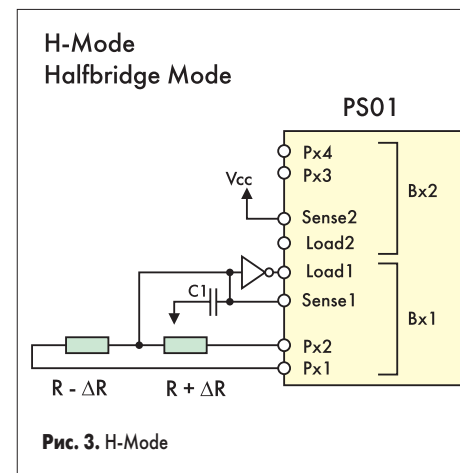 H-Mode
Halfbridge Mode
PS01
Px4
Px3
Vcc
Bx2
Sense2
Load2
Load1
C1
Sense1
Bx1
Px2
Px1
R - ΔR
R + ΔR
Рис. 3. H-Mode